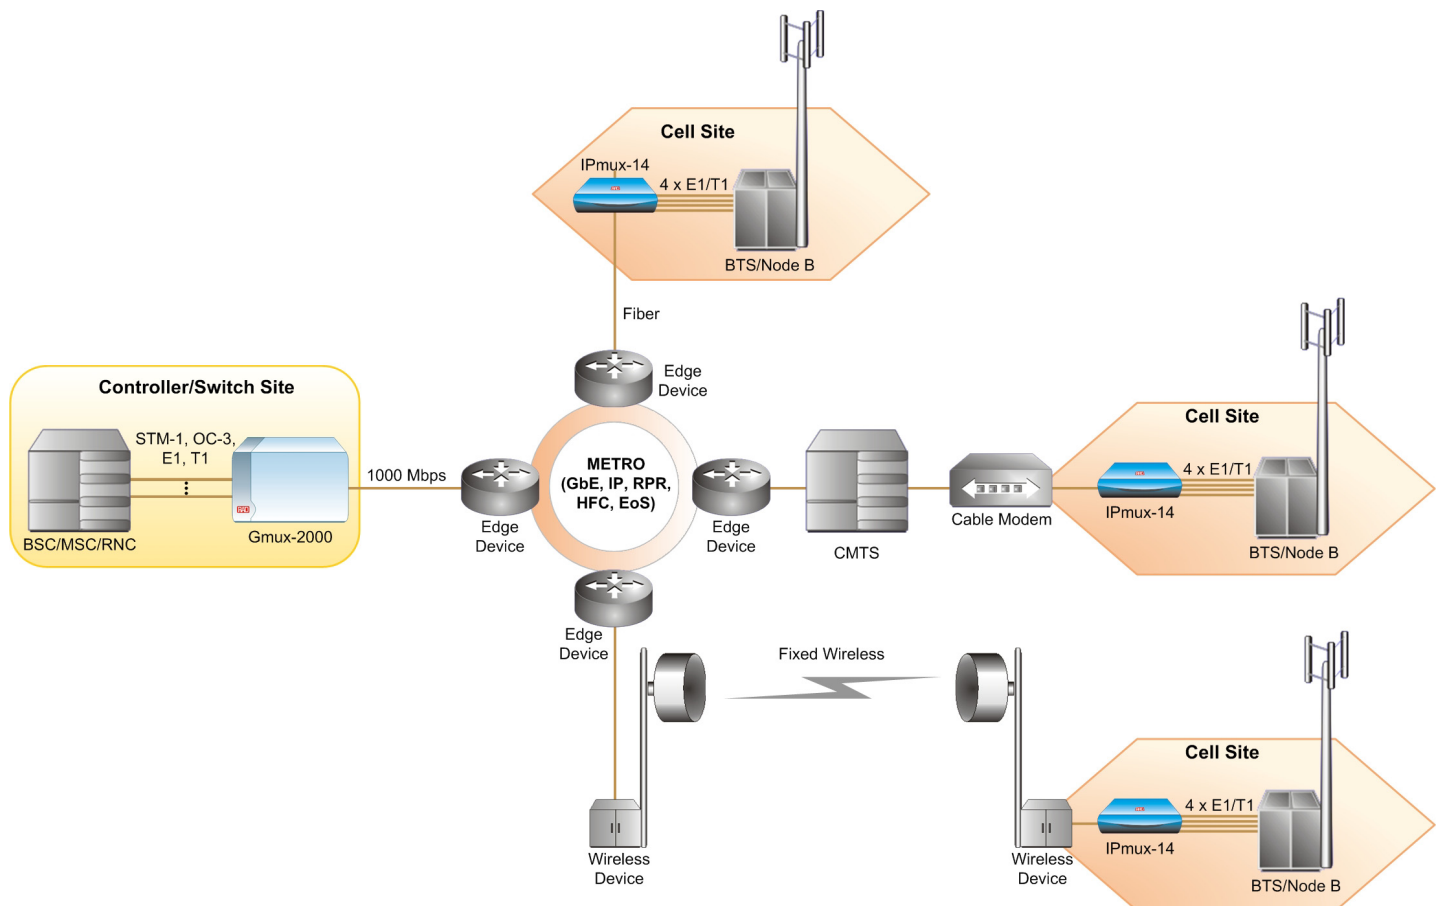 Cell Site
IPmux-14
4 x E1/T1
BTS/Node B
Fiber
Edge
Device
Controller/Switch Site
STM-1, OC-3,
E1, T1
RAD
BSC/MSC/RNC
Gmux-2000
1000 Mbps
Edge
Device
METRO
(GbE, IP, RPR,
HFC, EoS)
Edge
Device
CMTS
Cable Modem
Cell Site
4 x E1/T1
IPmux-14
BTS/Node B
Edge
Device
Fixed Wireless
Wireless
Device
Wireless
Device
Cell Site
4 x E1/T1
IPmux-14
BTS/Node B